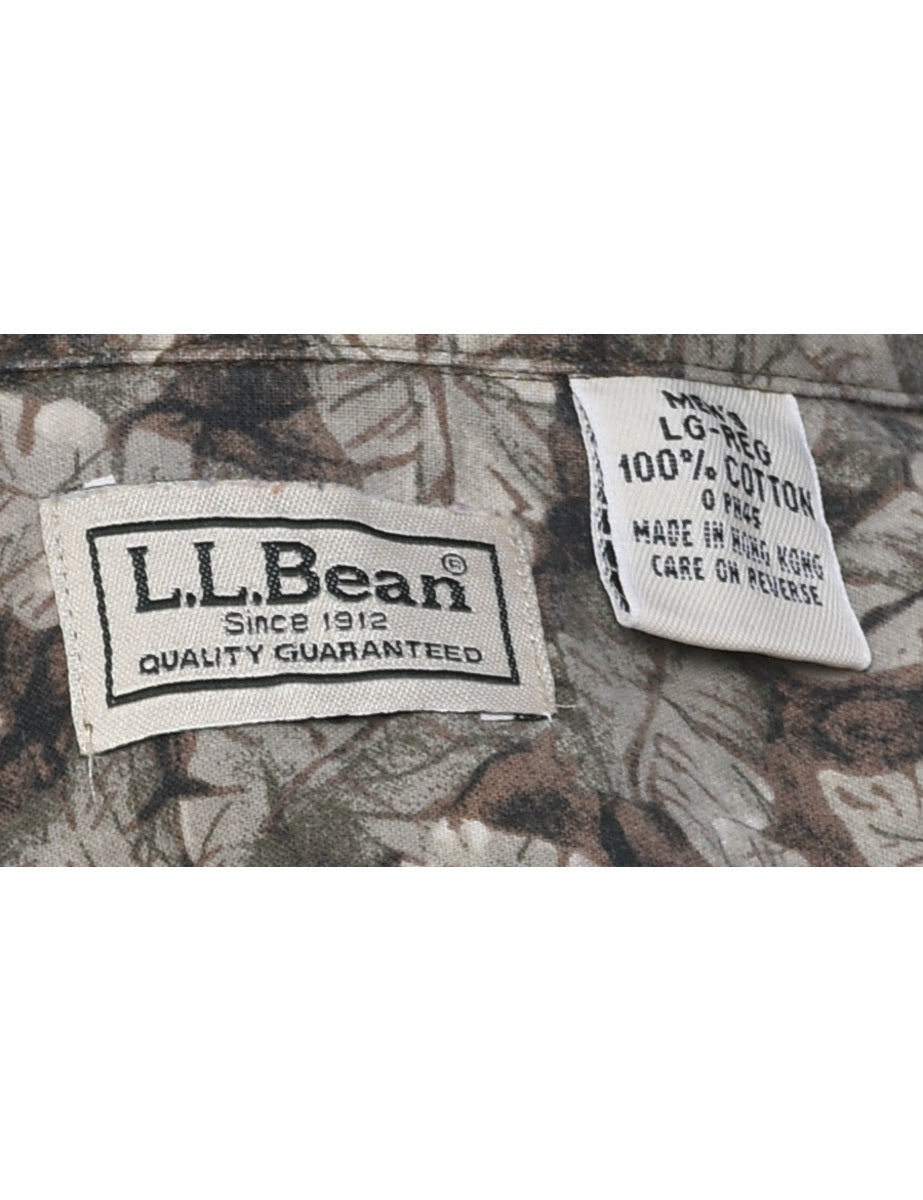 L.L.Bean®
Since 1912
QUALITY GUARANTEED
MEN'S
LG-REG
100% COTTON
0 PH45
MADE IN HONG KONG
CARE ON REVERSE